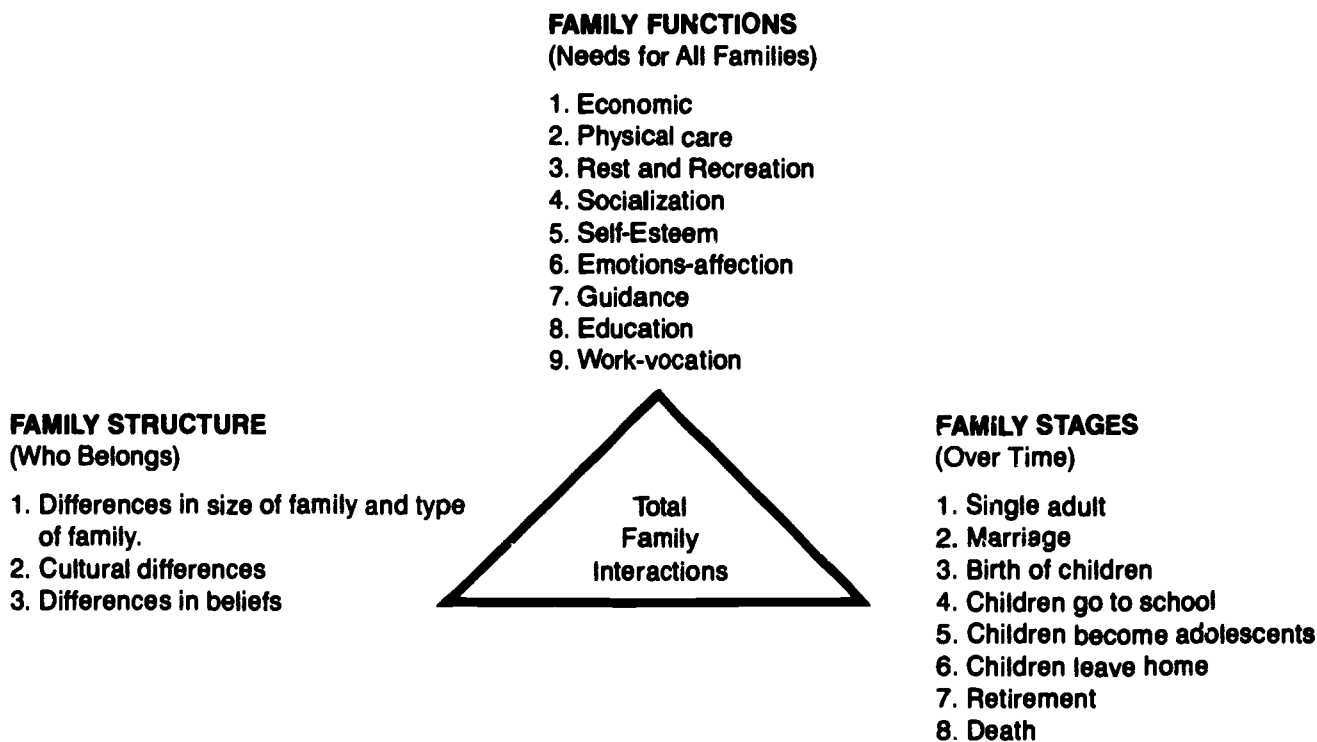 FAMILY FUNCTIONS
(Needs for All Families)
1. Economic
2. Physical care
3. Rest and Recreation
4. Socialization
5. Self-Esteem
6. Emotions-affection
7. Guidance
8. Education
9. Work-vocation
FAMILY STRUCTURE
(Who Belongs)
1. Differences in size of family and type
of family.
2. Cultural differences
3. Differences in beliefs
Total
Family
Interactions
FAMILY STAGES
(Over Time)
1. Single adult
2. Marriage
3. Birth of children
4. Children go to school
5. Children become adolescents
6. Children leave home
7. Retirement
8. Death